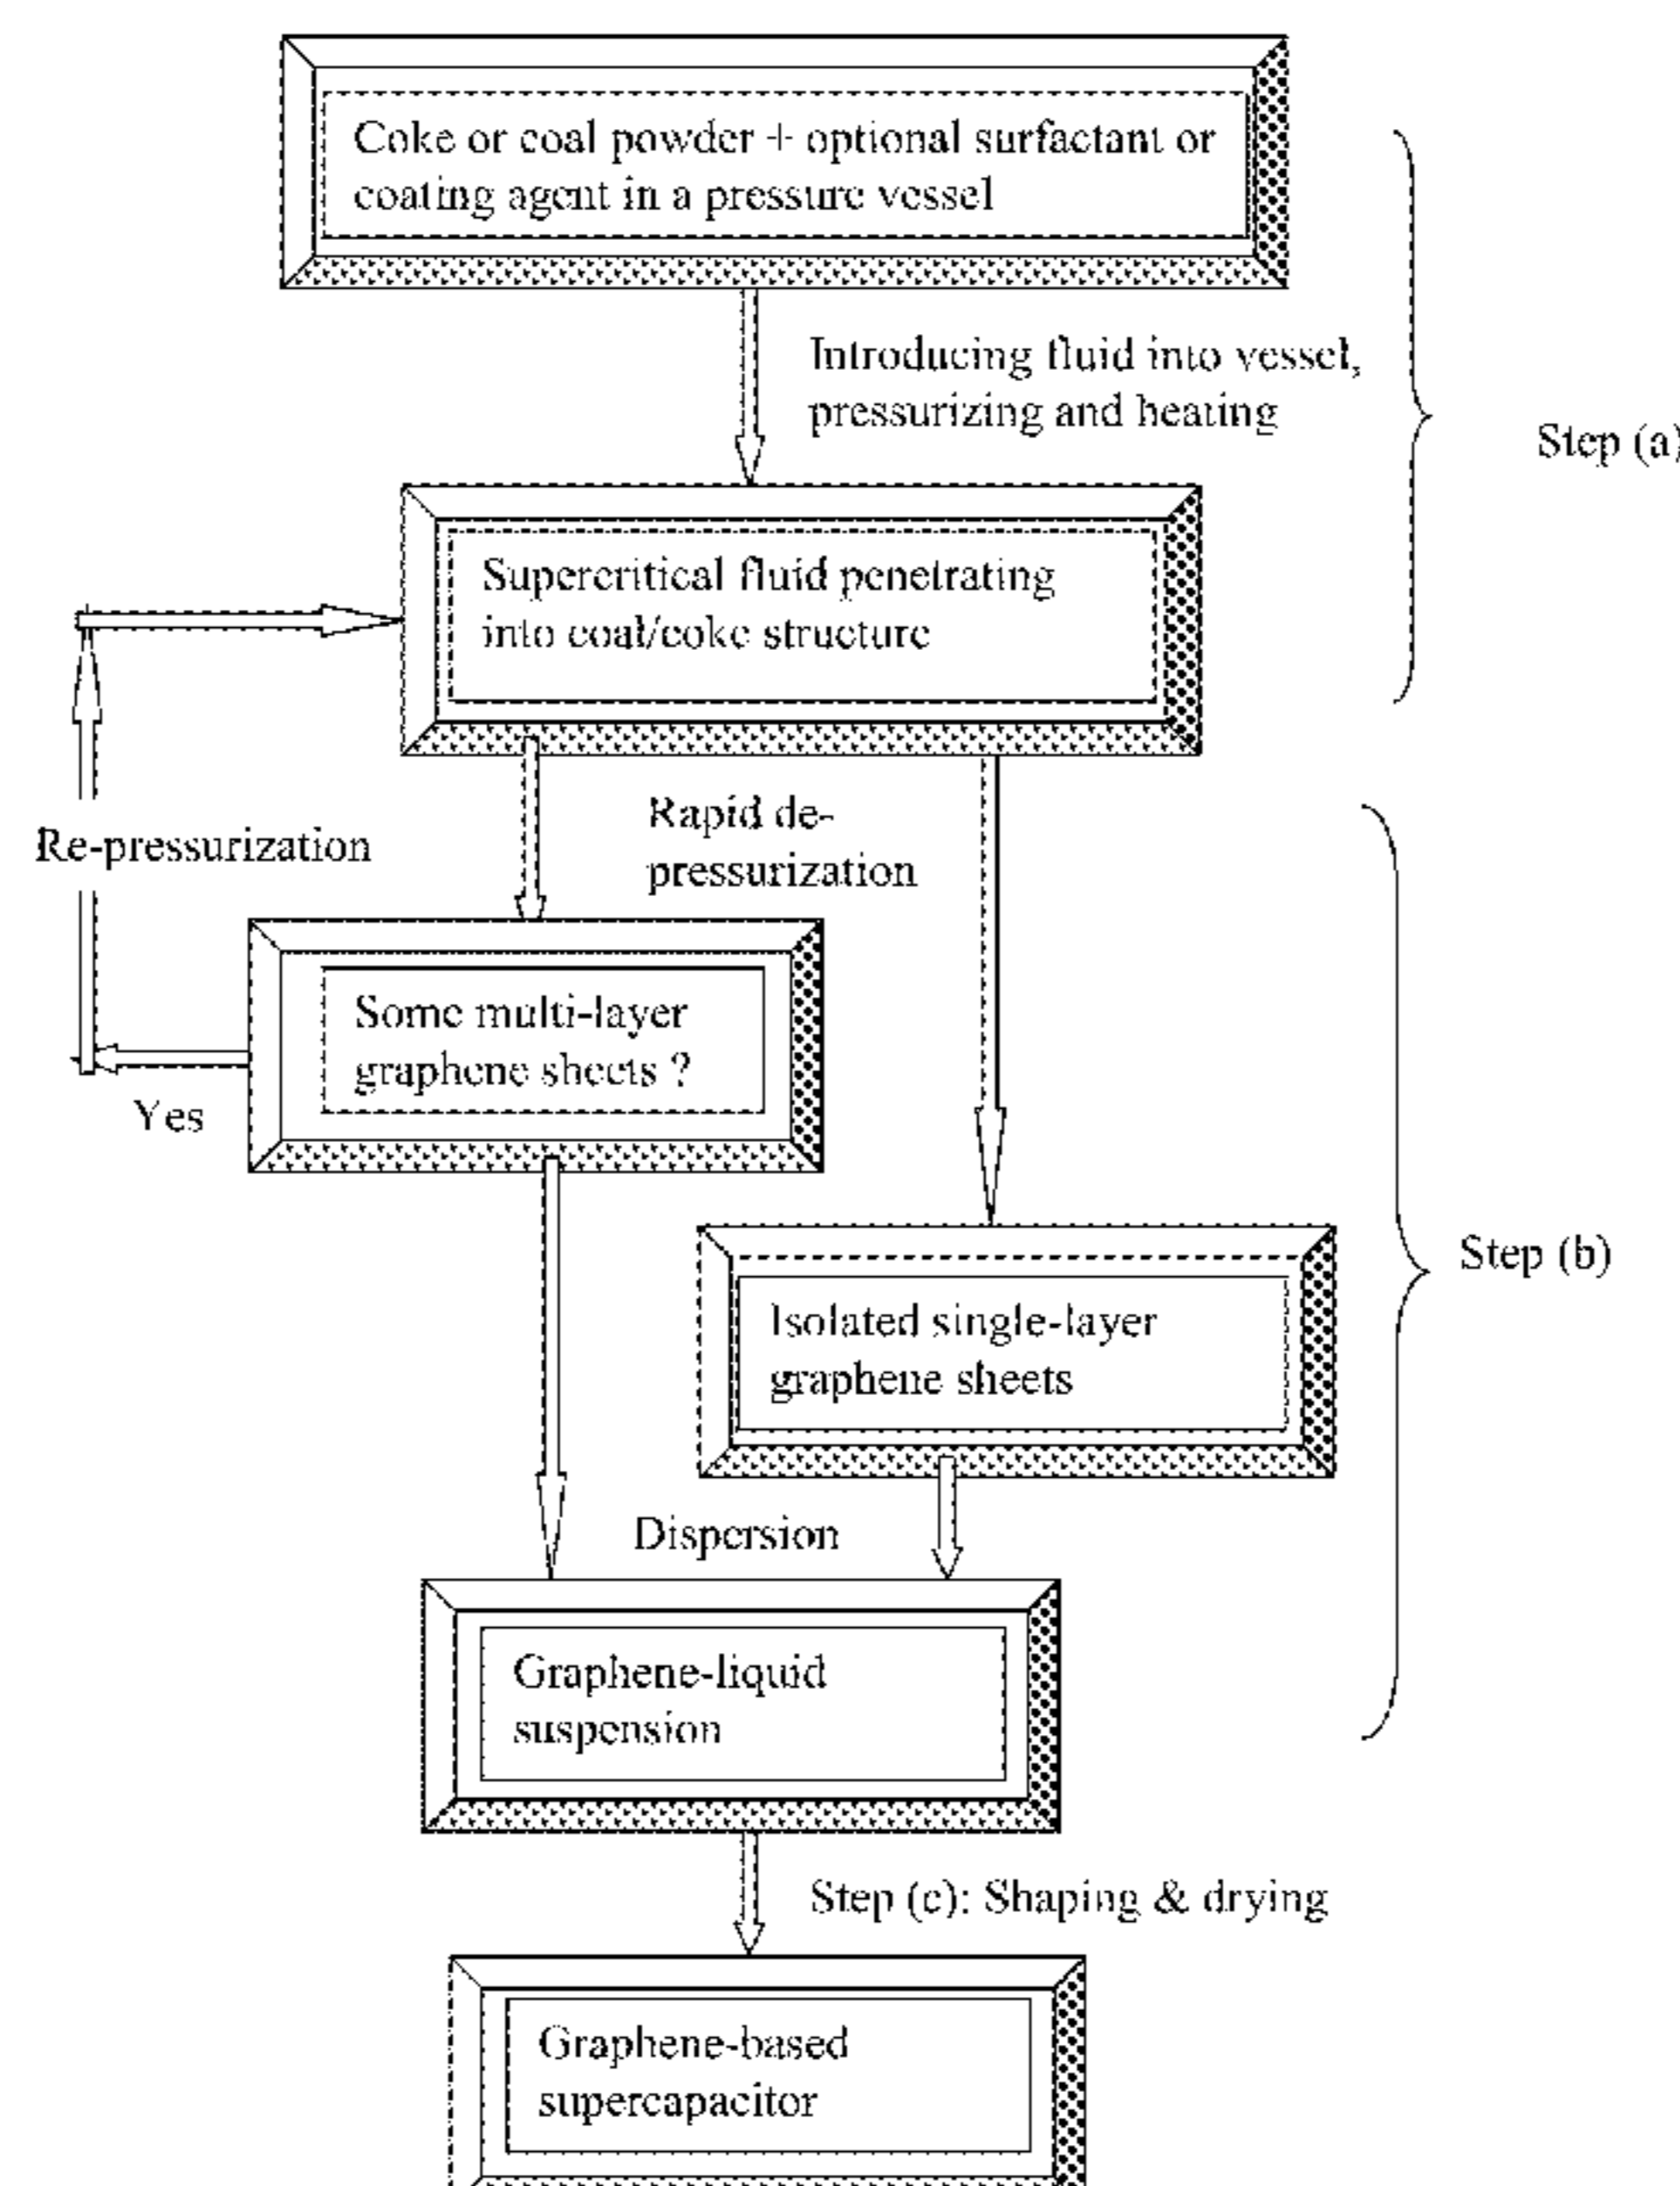 Coke or coal powder + optional surfactant or
coating agent in a pressure vessel
Introducing fluid into vessel,
pressurizing and heating
Step (a)
Supercritical fluid penetrating
into coal/coke structure
Rapid de-
pressurization
Re-pressurization
Some multi-layer
graphene sheets ?
Yes
Step (b)
Isolated single-layer
graphene sheets
Dispersion
Graphene-liquid
suspension
Step (c): Shaping & drying
Graphene-based
supercapacitor